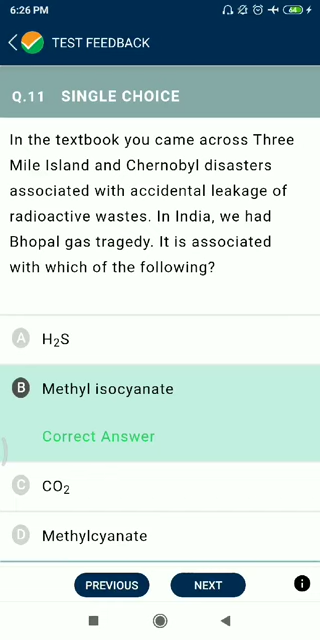 6:26 PM
64
TEST FEEDBACK
Q.11 SINGLE CHOICE
In the textbook you came across Three
Mile Island and Chernobyl disasters
associated with accidental leakage of
radioactive wastes. In India, we had
Bhopal gas tragedy. It is associated
with which of the following?
A H₂S
B Methyl isocyanate
Correct Answer
C CO₂
D Methylcyanate
PREVIOUS NEXT